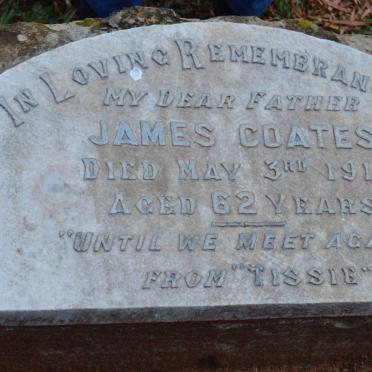 In Loving Remembran
My Dear Father
James Coates
Died May 3rd 191
Aged 62 Years
"Until we meet aga
From "Tissie"